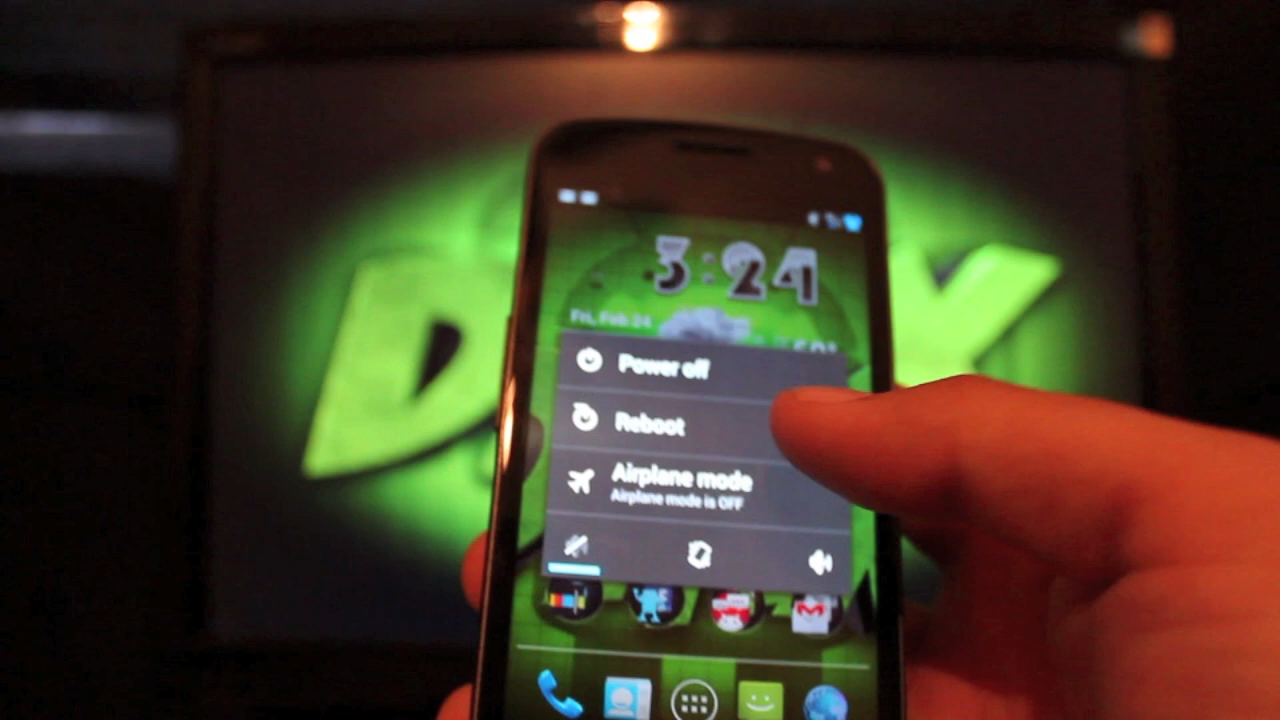 3:24
Fri, Feb 24
Power off
Reboot
Airplane mode
Airplane mode is OFF